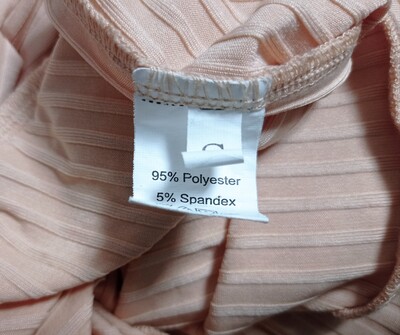 95% Polyester
5% Spandex